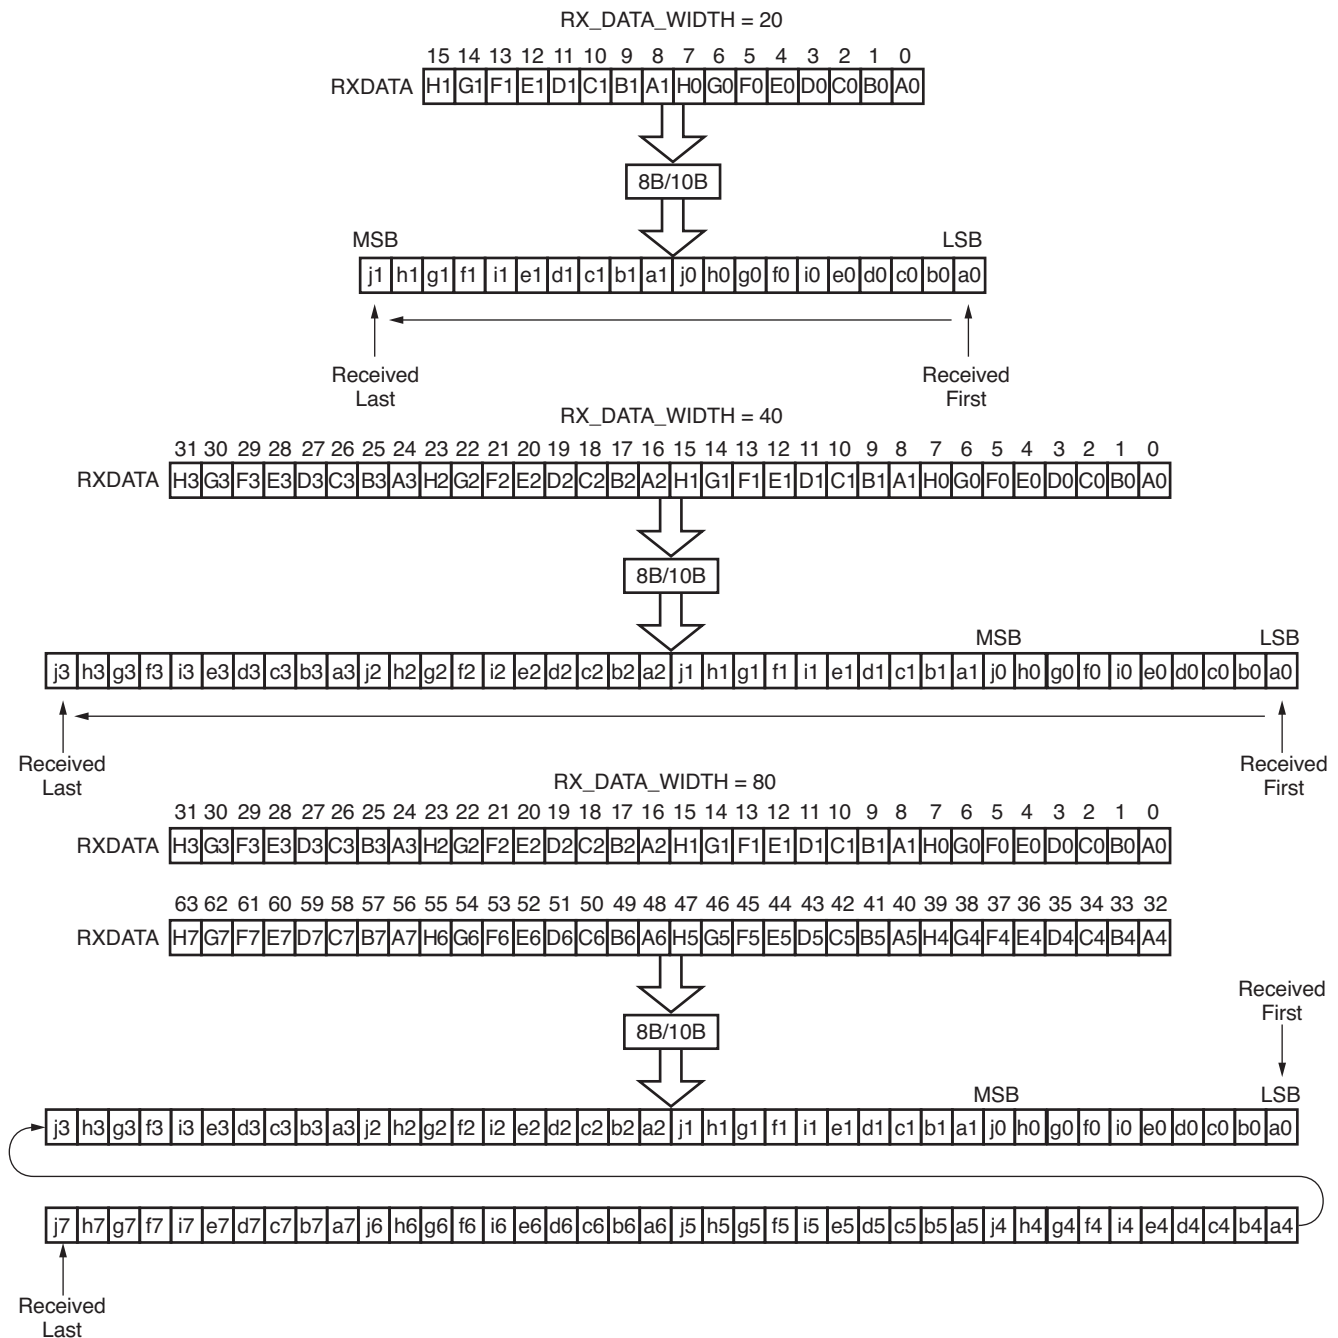 RX_DATA_WIDTH = 20
15 14 13 12 11 10 9 8 7 6 5 4 3 2 1 0
RXDATA H1 G1 F1 E1 D1 C1 B1 A1 H0 G0 F0 E0 D0 C0 B0 A0
8B/10B
MSB LSB
j1 h1 g1 f1 i1 e1 d1 c1 b1 a1 j0 h0 g0 f0 i0 e0 d0 c0 b0 a0
Received Received
Last First
RX_DATA_WIDTH = 40
31 30 29 28 27 26 25 24 23 22 21 20 19 18 17 16 15 14 13 12 11 10 9 8 7 6 5 4 3 2 1 0
RXDATA H3 G3 F3 E3 D3 C3 B3 A3 H2 G2 F2 E2 D2 C2 B2 A2 H1 G1 F1 E1 D1 C1 B1 A1 H0 G0 F0 E0 D0 C0 B0 A0
8B/10B
MSB LSB
j3 h3 g3 f3 i3 e3 d3 c3 b3 a3 j2 h2 g2 f2 i2 e2 d2 c2 b2 a2 j1 h1 g1 f1 i1 e1 d1 c1 b1 a1 j0 h0 g0 f0 i0 e0 d0 c0 b0 a0
Received Received
Last First
RX_DATA_WIDTH = 80
31 30 29 28 27 26 25 24 23 22 21 20 19 18 17 16 15 14 13 12 11 10 9 8 7 6 5 4 3 2 1 0
RXDATA H3 G3 F3 E3 D3 C3 B3 A3 H2 G2 F2 E2 D2 C2 B2 A2 H1 G1 F1 E1 D1 C1 B1 A1 H0 G0 F0 E0 D0 C0 B0 A0
63 62 61 60 59 58 57 56 55 54 53 52 51 50 49 48 47 46 45 44 43 42 41 40 39 38 37 36 35 34 33 32
RXDATA H7 G7 F7 E7 D7 C7 B7 A7 H6 G6 F6 E6 D6 C6 B6 A6 H5 G5 F5 E5 D5 C5 B5 A5 H4 G4 F4 E4 D4 C4 B4 A4
Received
First
8B/10B
MSB LSB
j3 h3 g3 f3 i3 e3 d3 c3 b3 a3 j2 h2 g2 f2 i2 e2 d2 c2 b2 a2 j1 h1 g1 f1 i1 e1 d1 c1 b1 a1 j0 h0 g0 f0 i0 e0 d0 c0 b0 a0
j7 h7 g7 f7 i7 e7 d7 c7 b7 a7 j6 h6 g6 f6 i6 e6 d6 c6 b6 a6 j5 h5 g5 f5 i5 e5 d5 c5 b5 a5 j4 h4 g4 f4 i4 e4 d4 c4 b4 a4
Received
Last